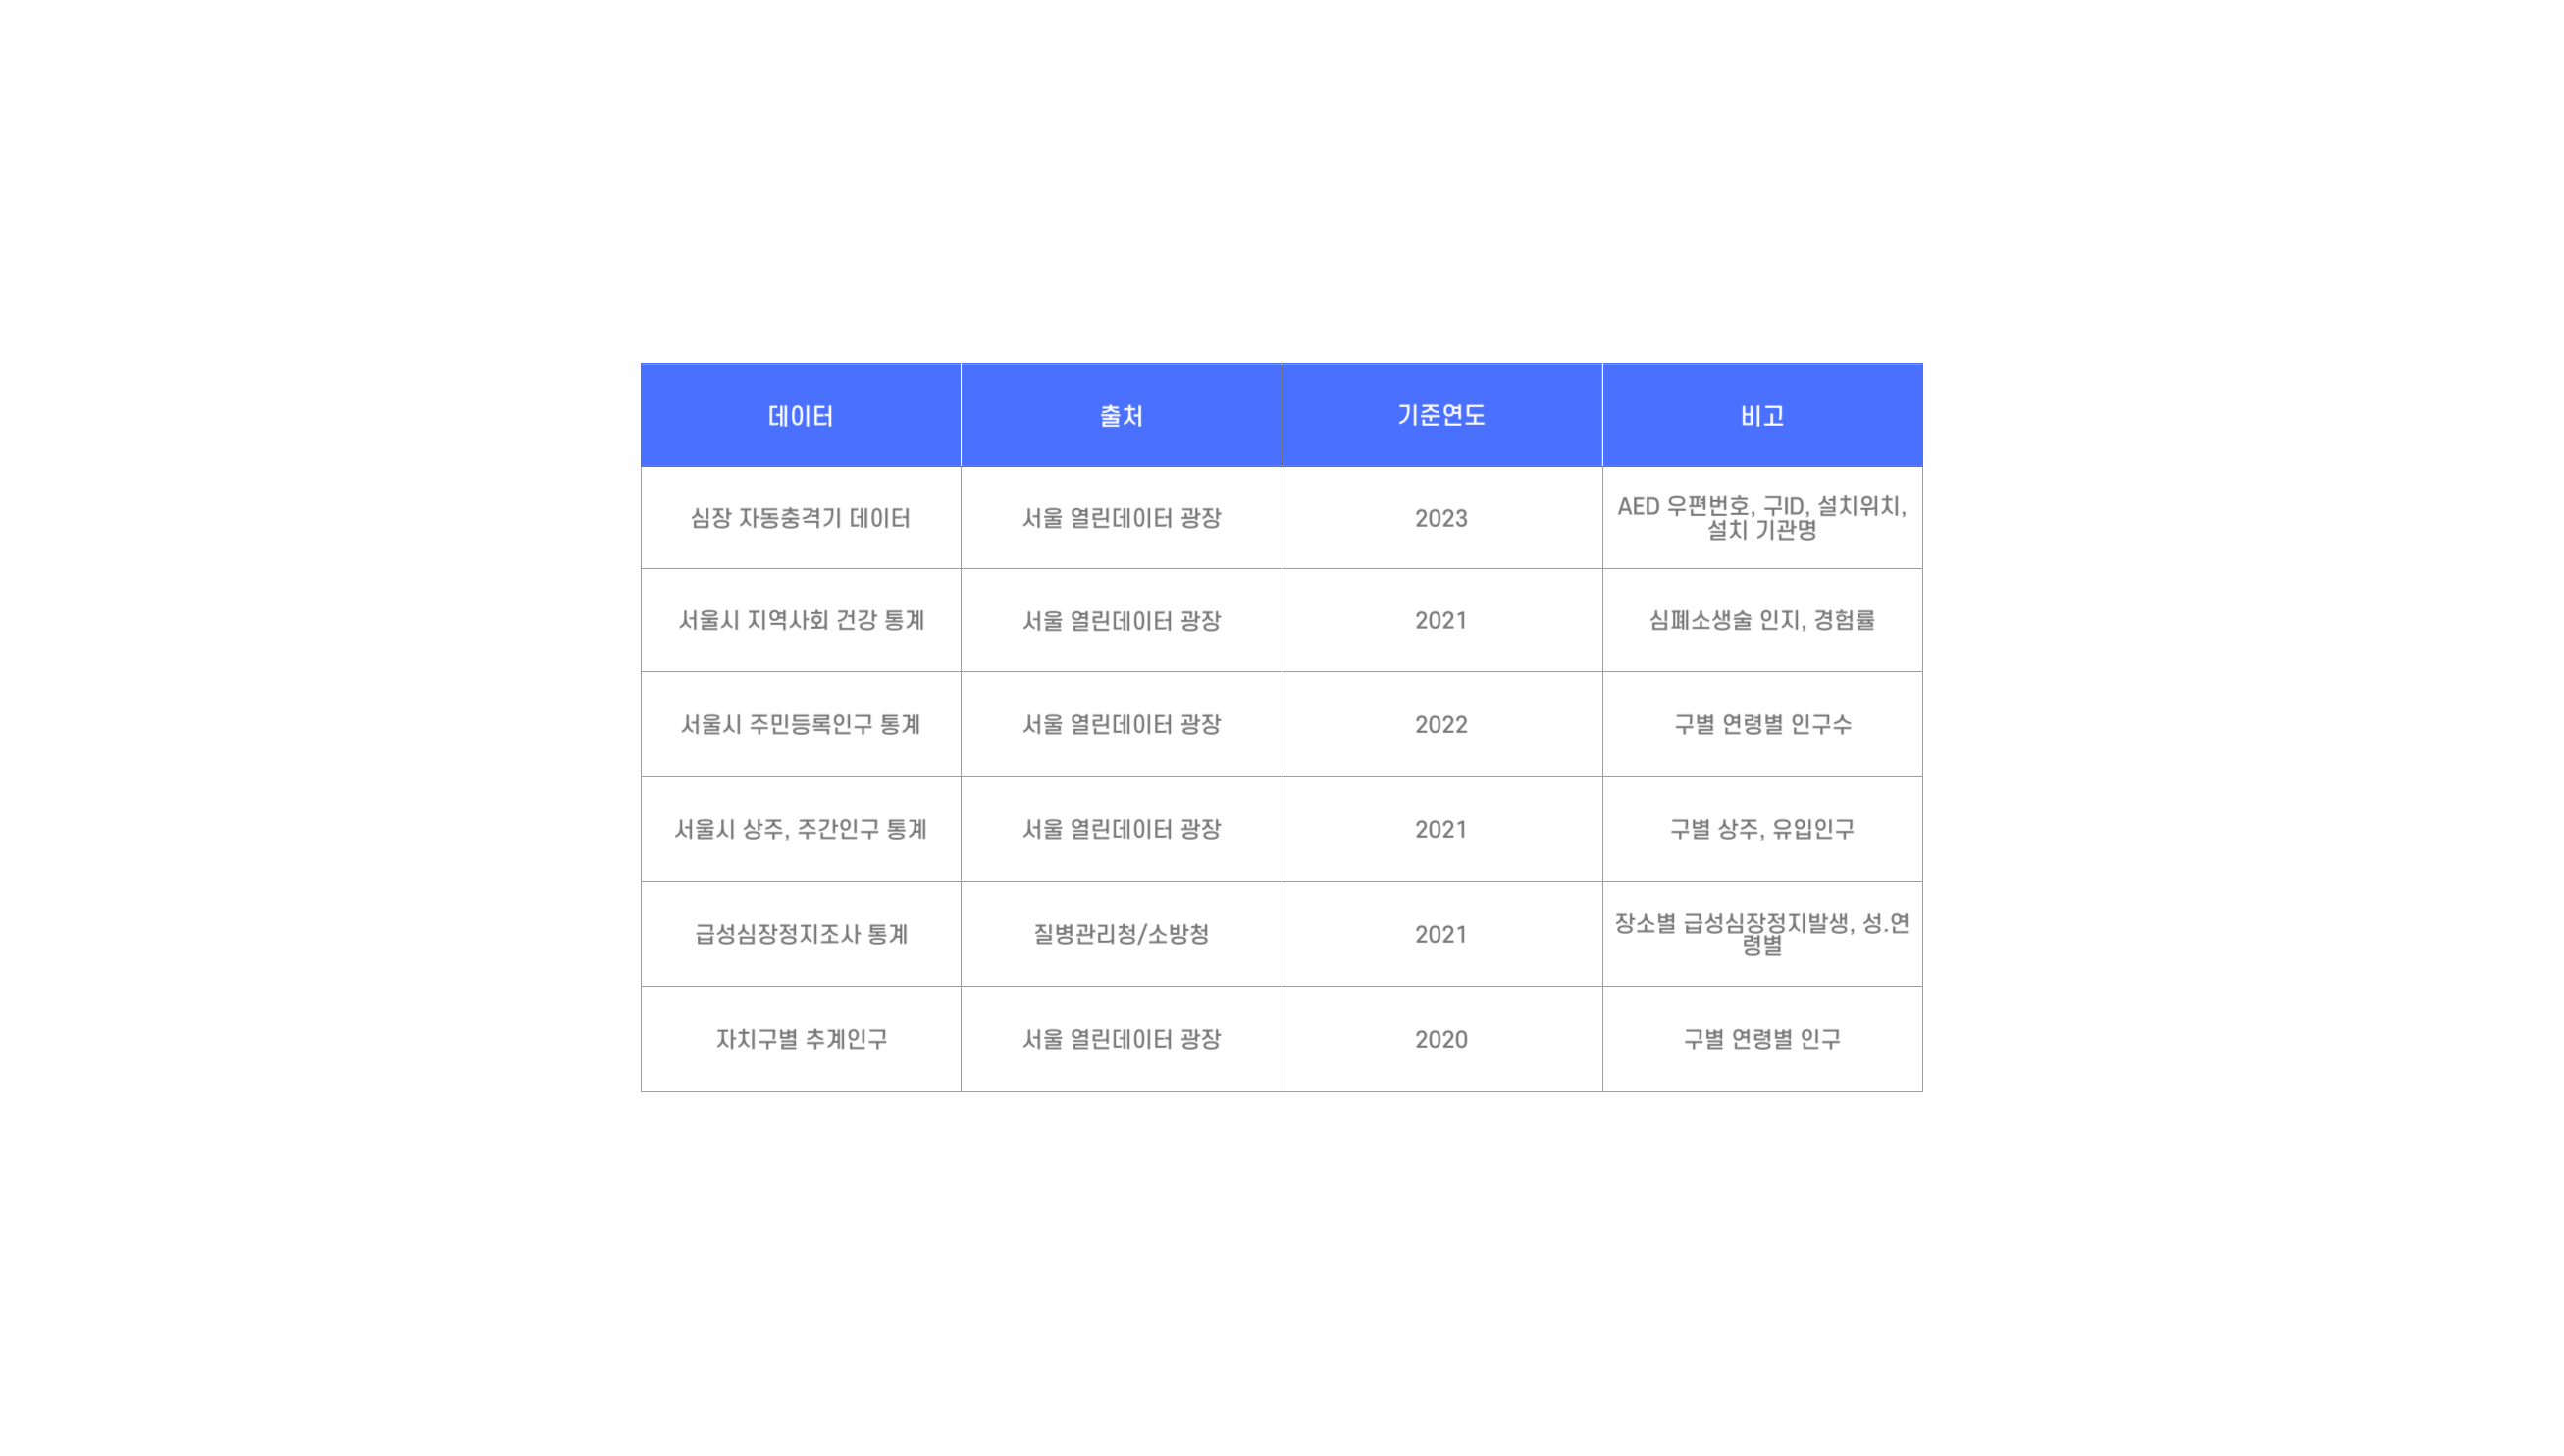 데이터 출처 기준연도 비고
심장 자동충격기 데이터 서울 열린데이터 광장 2023 AED 우편번호, 구ID, 설치위치,
설치 기관명
서울시 지역사회 건강 통계 서울 열린데이터 광장 2021 심폐소생술 인지, 경험률
서울시 주민등록인구 통계 서울 열린데이터 광장 2022 구별 연령별 인구수
서울시 상주, 주간인구 통계 서울 열린데이터 광장 2021 구별 상주, 유입인구
급성심장정지조사 통계 질병관리청/소방청 2021 장소별 급성심장정지발생, 성.연
령별
자치구별 추계인구 서울 열린데이터 광장 2020 구별 연령별 인구